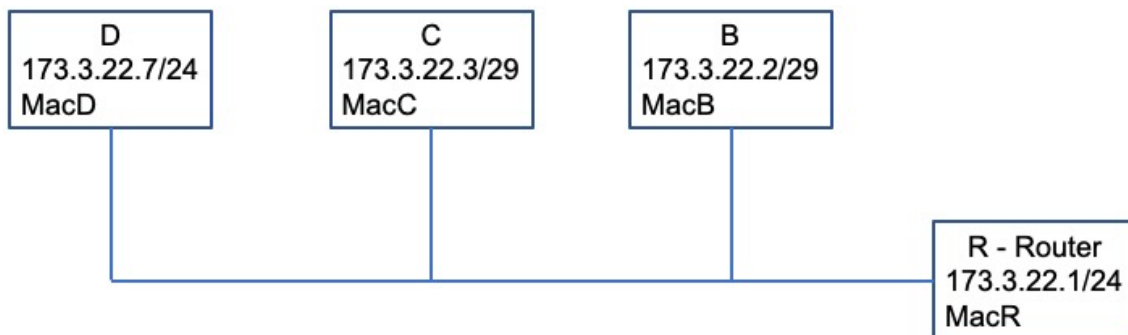 D
173.3.22.7/24
MacD
C
173.3.22.3/29
MacC
B
173.3.22.2/29
MacB
R - Router
173.3.22.1/24
MacR